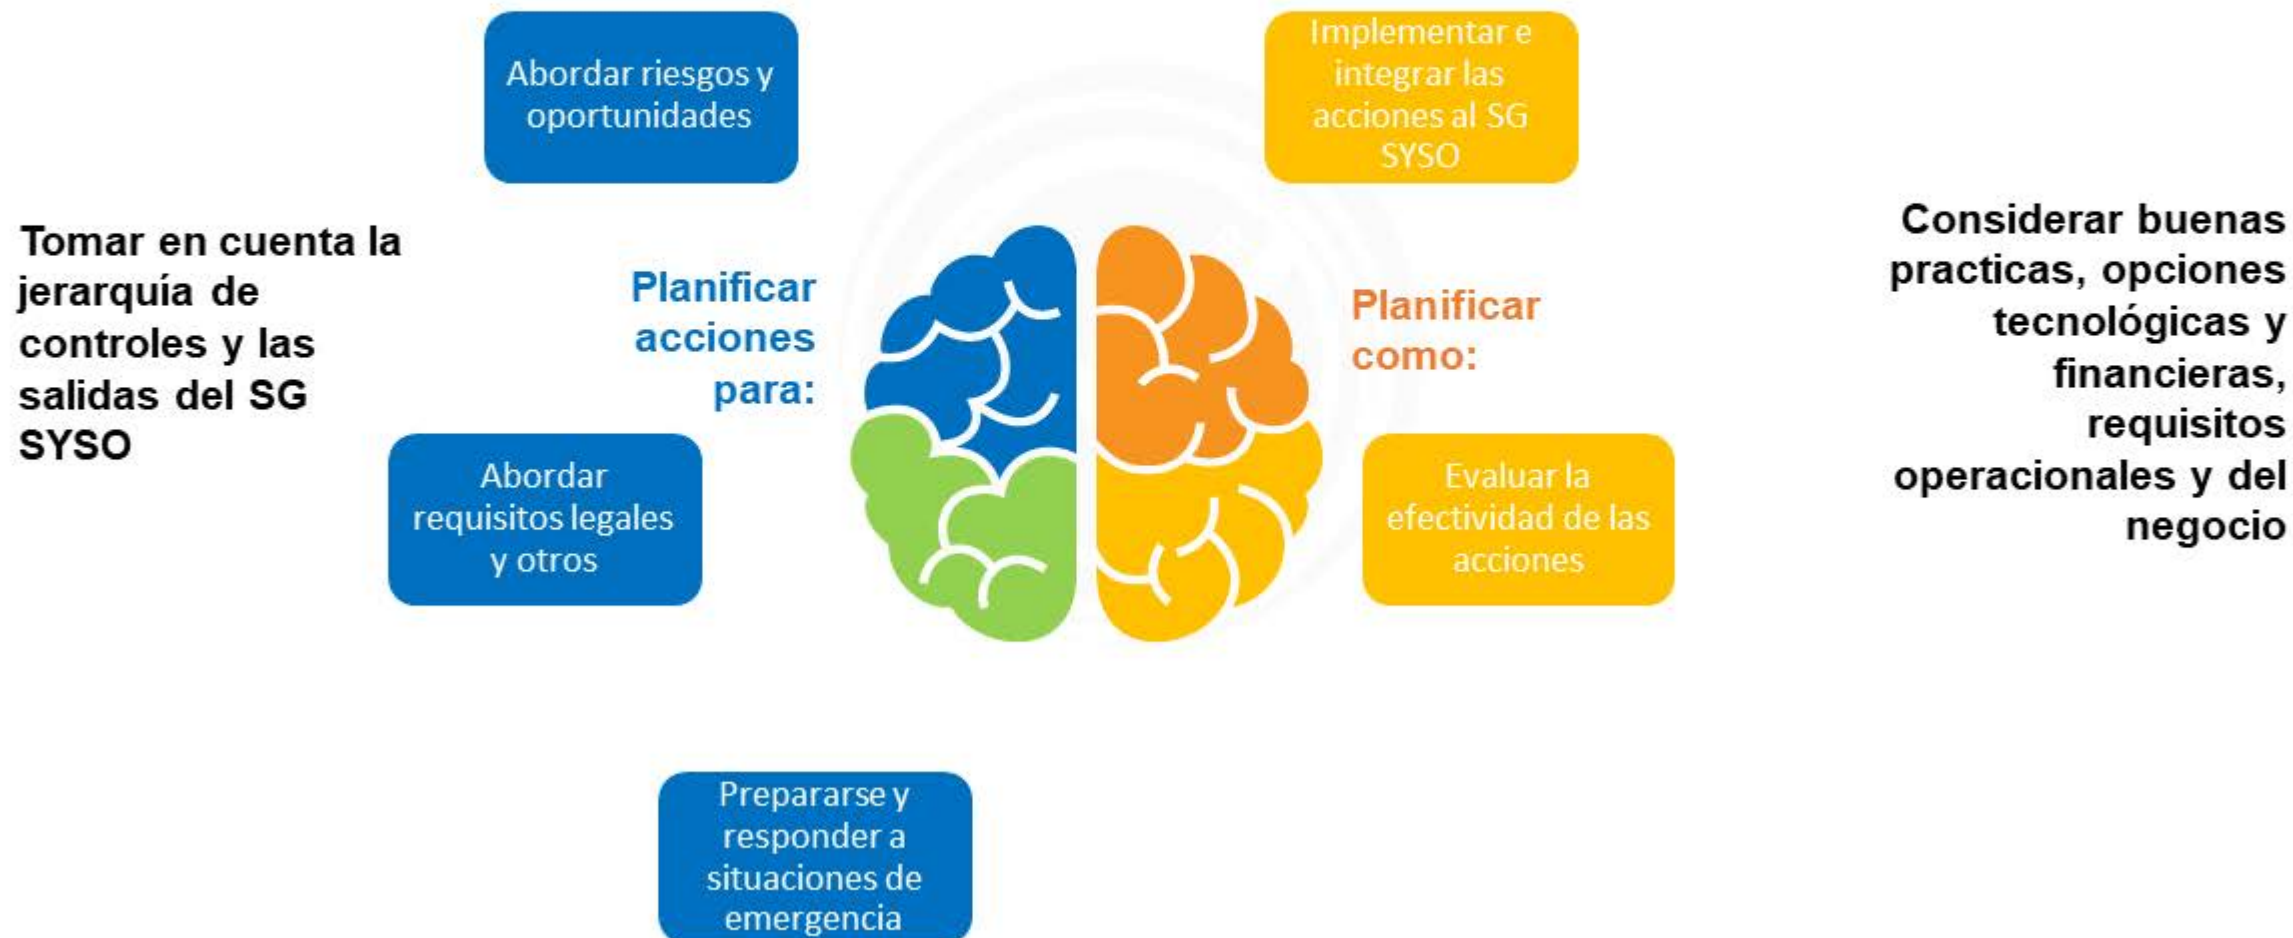 Abordar riesgos y
oportunidades
Implementar e
integrar las
acciones al SG
SYSO
Tomar en cuenta la
jerarquía de
controles y las
salidas del SG
SYSO
Planificar
acciones
para:
Planificar
como:
Considerar buenas
practicas, opciones
tecnológicas y
financieras,
requisitos
operacionales y del
negocio
Abordar
requisitos legales
y otros
Evaluar la
efectividad de las
acciones
Prepararse y
responder a
situaciones de
emergencia